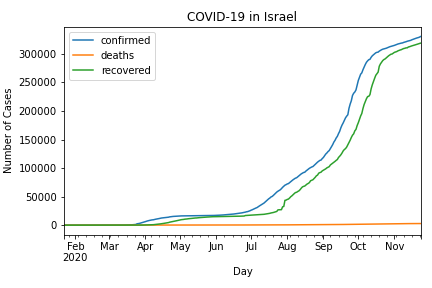 COVID-19 in Israel
confirmed
deaths
recovered
Number of Cases
300000
250000
200000
150000
100000
50000
0
Feb Mar Apr May Jun Jul Aug Sep Oct Nov
2020
Day